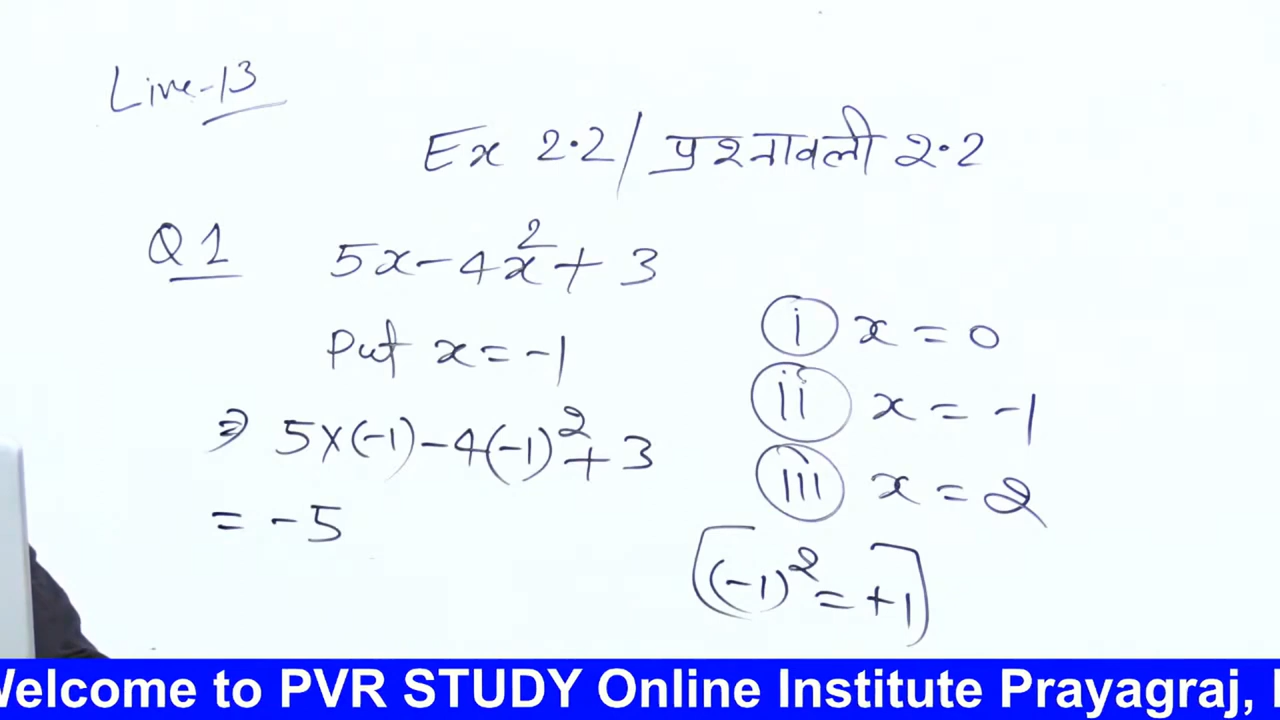 Live-13
Ex 2.2/ प्रश्नावली 2.2
Q1 5x-4x²+3
Put x=-1
⇒ 5x(-1)-4(-1)²+3
= -5
i x=0
ii x=-1
iii x=2
[(-1)²=+1]
Welcome to PVR STUDY Online Institute Prayagraj,